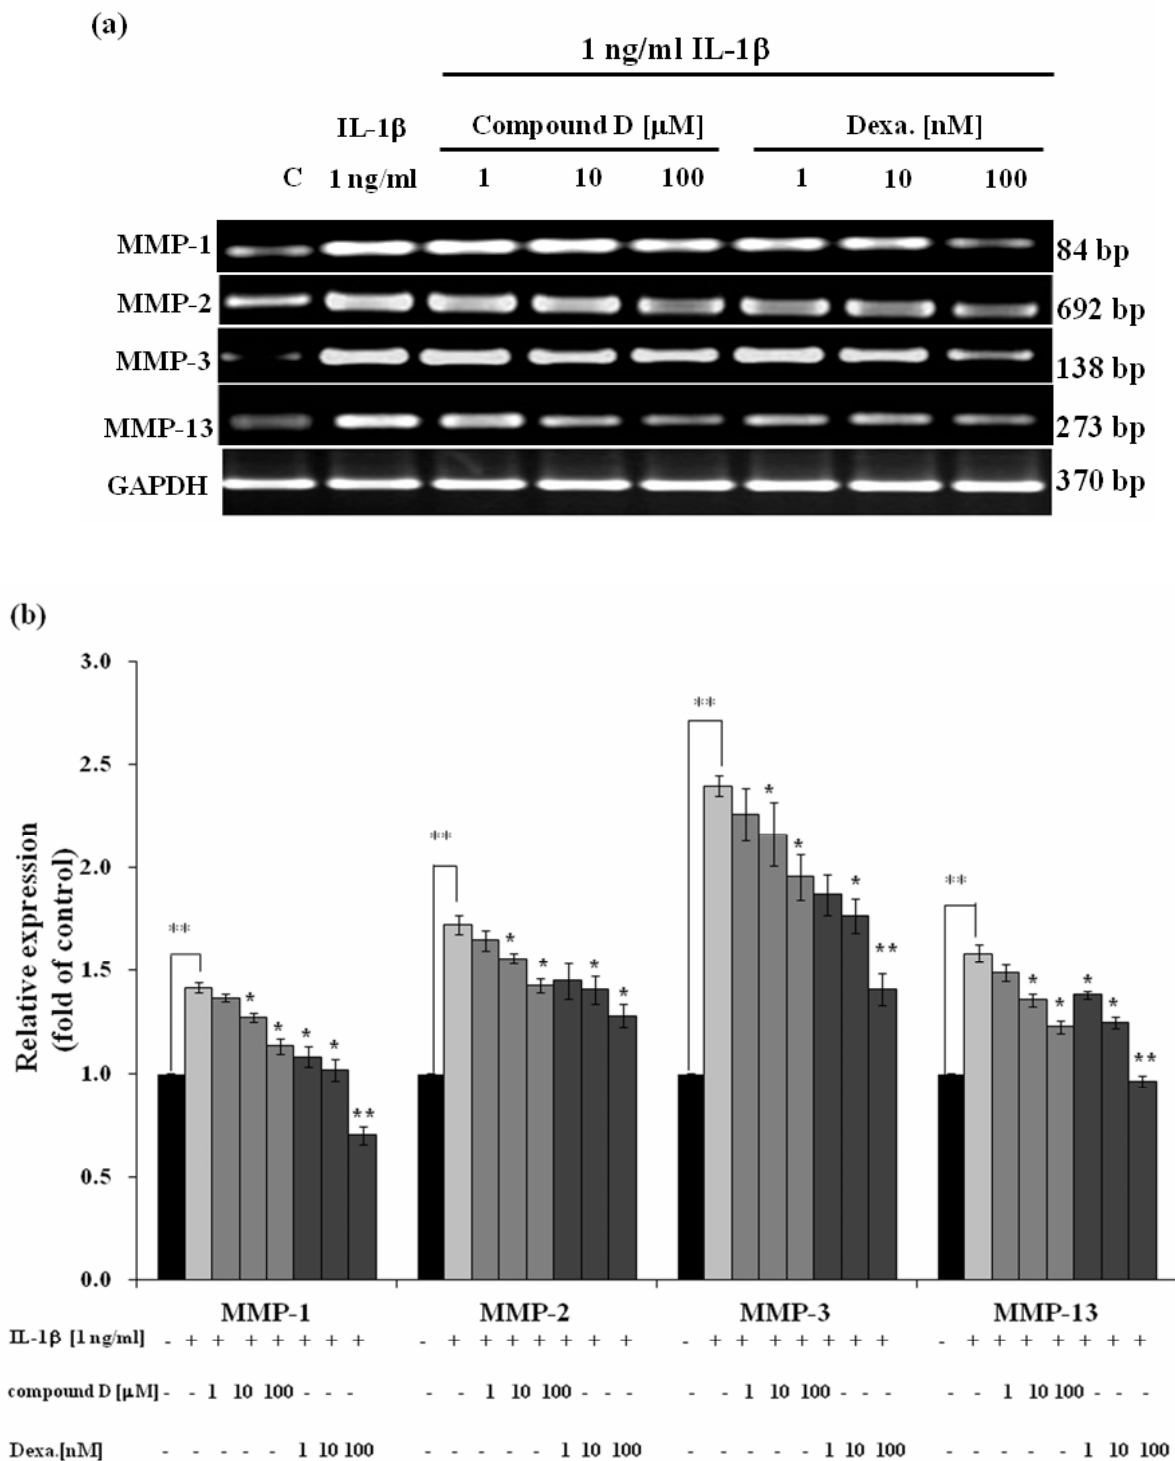 (a)
1 ng/ml IL-1β
IL-1β Compound D [μM] Dexa. [nM]
C 1 ng/ml 1 10 100 1 10 100
MMP-1 84 bp
MMP-2 692 bp
MMP-3 138 bp
MMP-13 273 bp
GAPDH 370 bp
(b)
Relative expression
(fold of control)
3.0
2.5
2.0
1.5
1.0
0.5
0.0
** * * * * **
** * * * *
** * * * **
** * * * * **
MMP-1 MMP-2 MMP-3 MMP-13
IL-1β [1 ng/ml] - + + + + + + + - + + + + + + + - + + + + + + + - + + + + + + +
compound D [μM] - - 1 10 100 - - - - - 1 10 100 - - - - - 1 10 100 - - - - - 1 10 100 - - -
Dexa.[nM] - - - - - 1 10 100 - - - - - 1 10 100 - - - - - 1 10 100 - - - - - 1 10 100